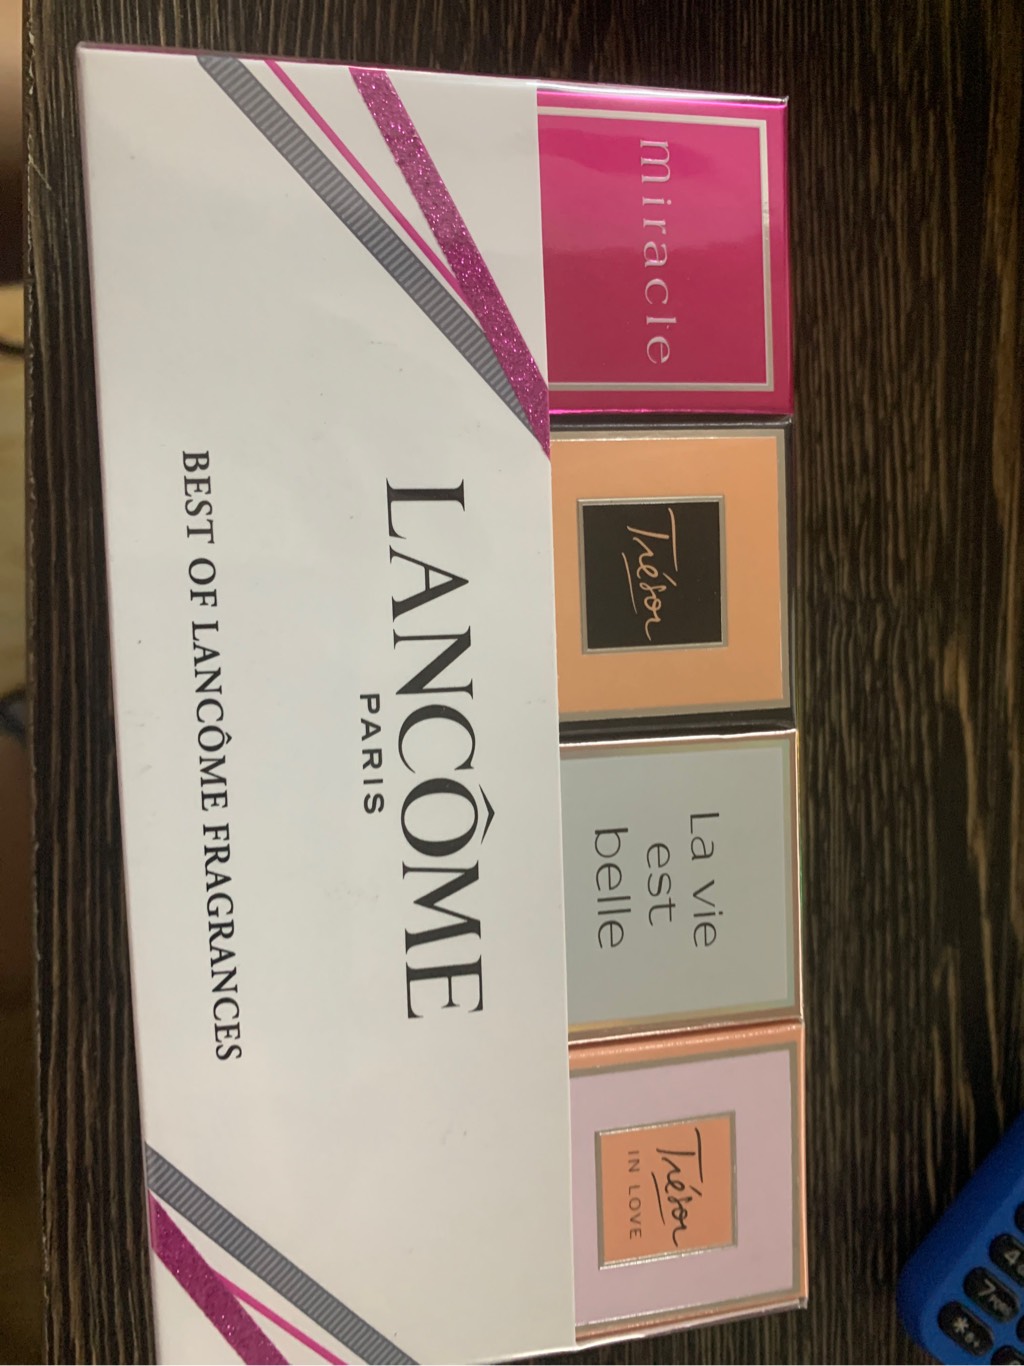 miracle
Trésor
La vie
est
belle
Trésor
IN LOVE
LANCÔME
PARIS
BEST OF LANCÔME FRAGRANCES